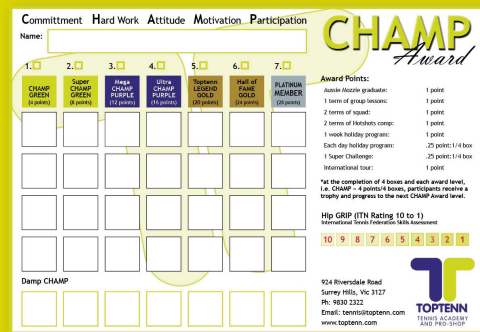 Committment Hard Work Attitude Motivation Participation
Name:
CHAMP
Award
1. 2. 3. 4. 5. 6. 7.
CHAMP GREEN (4 points)
Super CHAMP GREEN (8 points)
Mega CHAMP PURPLE (12 points)
Ultra CHAMP PURPLE (16 points)
Toptenn LEGEND GOLD (20 points)
Hall of FAME GOLD (24 points)
PLATINUM MEMBER (28 points)
Damp CHAMP
Award Points:
Aussie Mozzie graduate: 1 point
1 term of group lessons: 1 point
2 terms of squad: 1 point
2 terms of Hotshots comp: 1 point
1 week holiday program: 1 point
Each day holiday program: .25 point:1/4 box
1 Super Challenge: .25 point:1/4 box
International tour: 1 point
*at the completion of 4 boxes and each award level,
i.e. CHAMP = 4 points/4 boxes, participants receive a
trophy and progress to the next CHAMP Award level.
Hip GRIP (ITN Rating 10 to 1)
International Tennis Federation Skills Assessment
10 9 8 7 6 5 4 3 2 1
924 Riversdale Road
Surrey Hills, Vic 3127
Ph: 9830 2322
Email: tennis@toptenn.com
www.toptenn.com
TOPTENN
TENNIS ACADEMY
AND PRO-SHOP